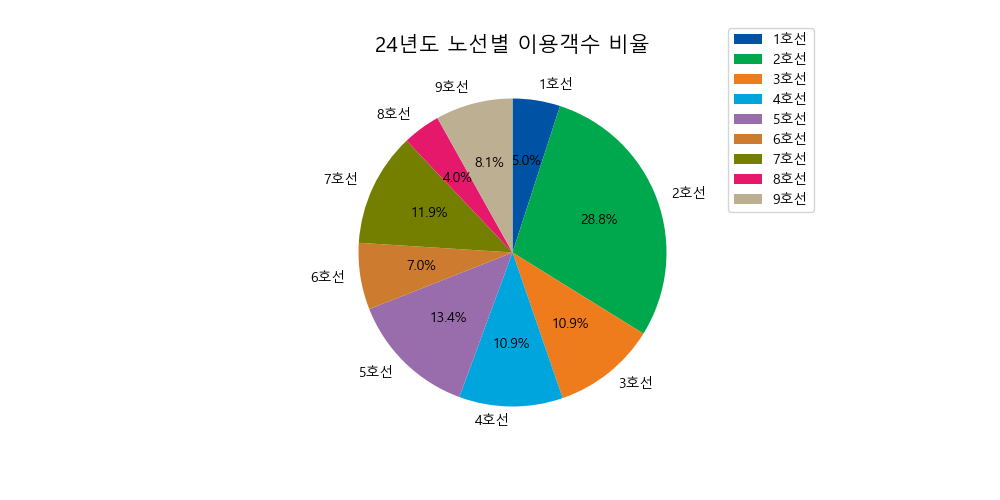 24년도 노선별 이용객수 비율
1호선
2호선
3호선
4호선
5호선
6호선
7호선
8호선
9호선
1호선
5.0%
2호선
28.8%
3호선
10.9%
4호선
10.9%
5호선
13.4%
6호선
7.0%
7호선
11.9%
8호선
4.0%
9호선
8.1%